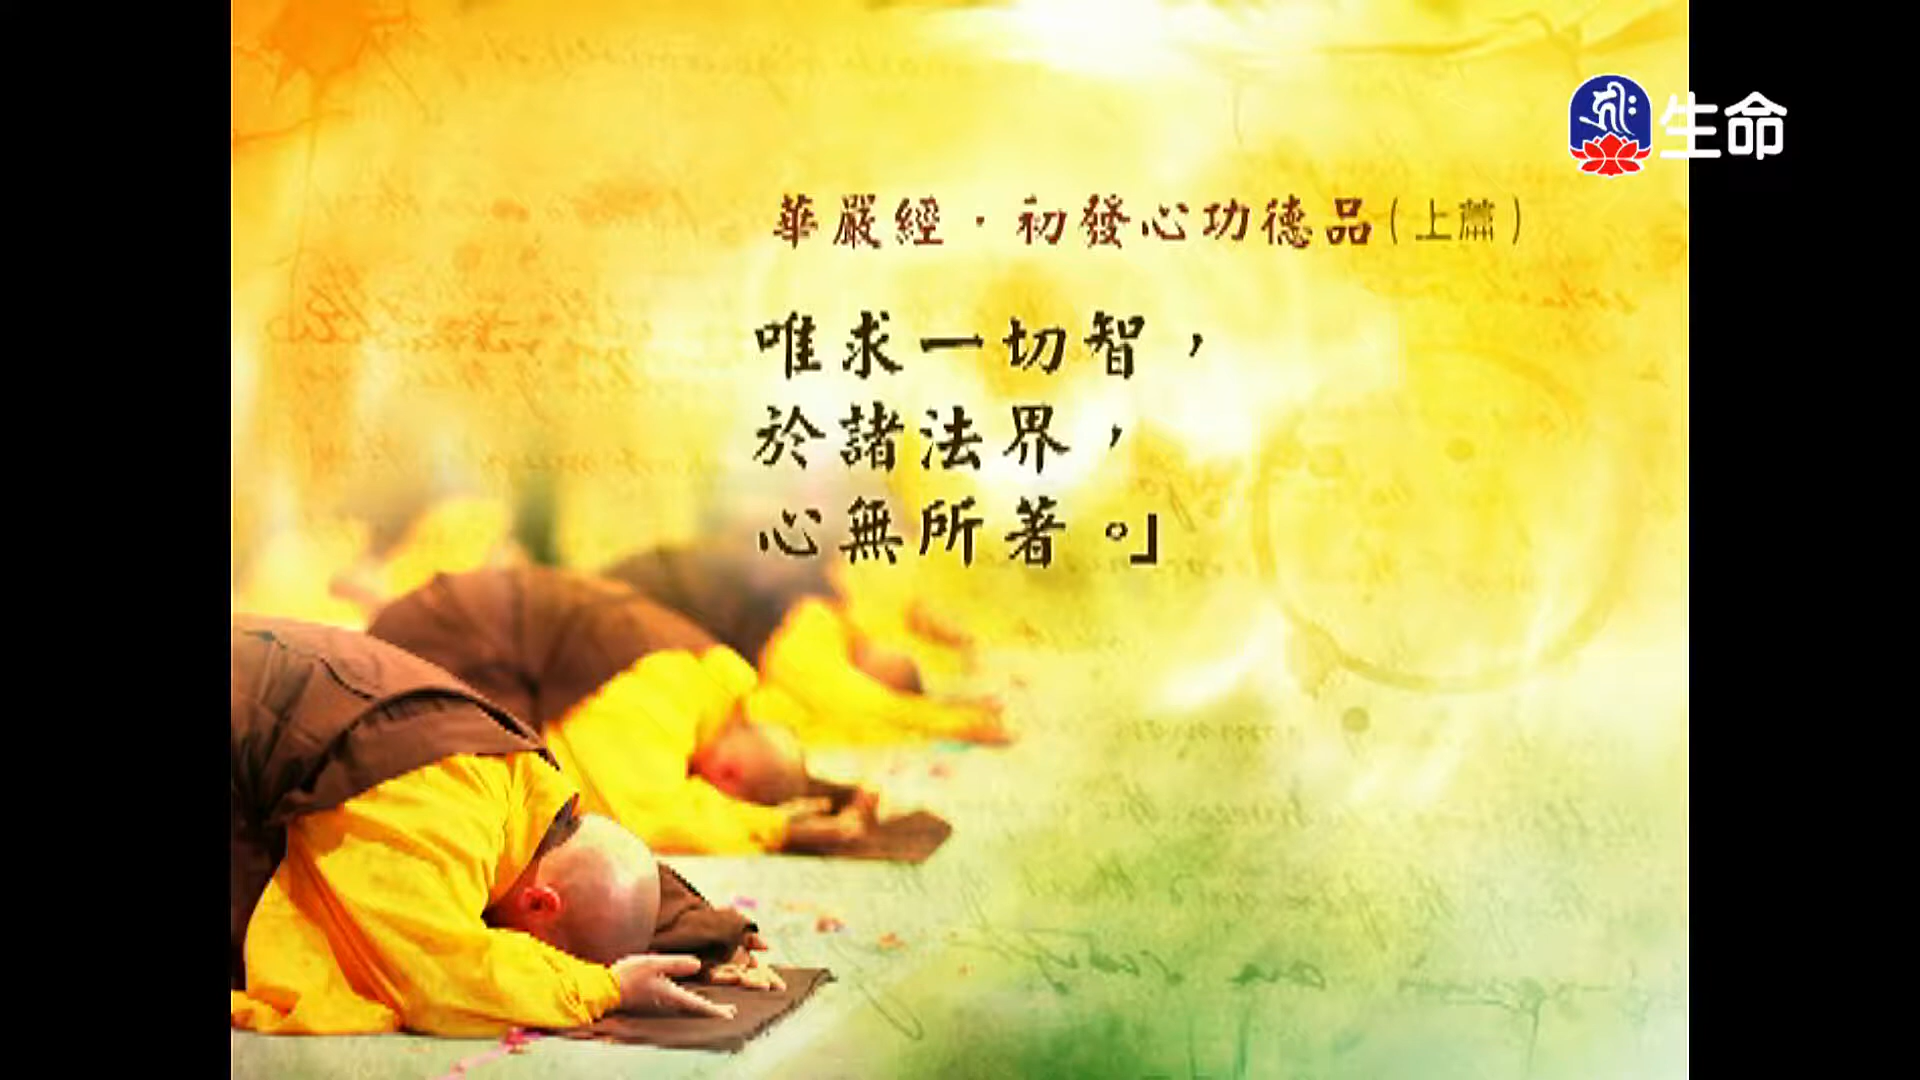 生命
華嚴經·初發心功德品(上篇)
唯求一切智，
於諸法界，
心無所著。」